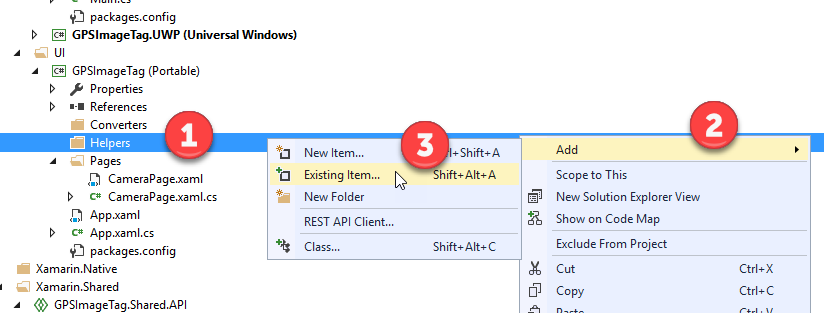 Main.cs
packages.config
C# GPSImageTag.UWP (Universal Windows)
UI
C# GPSImageTag (Portable)
Properties
References
Converters
Helpers
1
Pages
CameraPage.xaml
C# CameraPage.xaml.cs
App.xaml
C# App.xaml.cs
packages.config
Xamarin.Native
Xamarin.Shared
GPSImageTag.Shared.API
3
New Item... Shift+A
Existing Item... Shift+Alt+A
New Folder
REST API Client...
Class... Shift+Alt+C
2
Add
Scope to This
New Solution Explorer View
Show on Code Map
Exclude From Project
Cut Ctrl+X
Copy Ctrl+C
Paste Ctrl+V